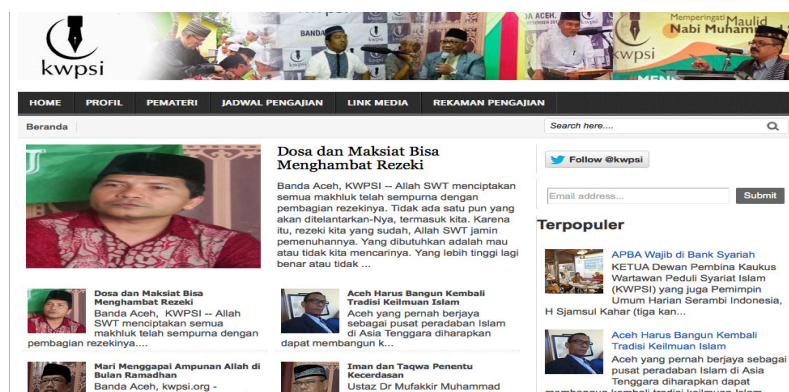 kwpsi
BANDA
DA ACEH,
kwpsi
Memperingati Maulid
Nabi Muhammad
HOME PROFIL PEMATERI JADWAL PENGAJIAN LINK MEDIA REKAMAN PENGAJIAN
Beranda
Search here....
Dosa dan Maksiat Bisa
Menghambat Rezeki
Banda Aceh, KWPSI -- Allah SWT menciptakan
semua makhluk telah sempurna dengan
pembagian rezekinya. Tidak ada satu pun yang
akan ditelantarkan-Nya, termasuk kita. Karena
itu, rezeki kita yang sudah, Allah SWT jamin
pemenuhannya. Yang dibutuhkan adalah mau
atau tidak kita mencarinya. Yang lebih tinggi lagi
benar atau tidak ...
Dosa dan Maksiat Bisa
Menghambat Rezeki
Banda Aceh, KWPSI -- Allah
SWT menciptakan semua
makhluk telah sempurna dengan
pembagian rezekinya....
Aceh Harus Bangun Kembali
Tradisi Keilmuan Islam
Aceh yang pernah berjaya
sebagai pusat peradaban Islam
di Asia Tenggara diharapkan
dapat membangun k...
Mari Menggapai Ampunan Allah di
Bulan Ramadhan
Banda Aceh, kwpsi.org -
Iman dan Taqwa Penentu
Kecerdasan
Ustaz Dr Mufakkir Muhammad
Follow @kwpsi
Email address...
Submit
Terpopuler
APBA Wajib di Bank Syariah
KETUA Dewan Pembina Kaukus
Wartawan Peduli Syariat Islam
(KWPSI) yang juga Pemimpin
Umum Harian Serambi Indonesia,
H Sjamsul Kahar (tiga kan...
Aceh Harus Bangun Kembali
Tradisi Keilmuan Islam
Aceh yang pernah berjaya sebagai
pusat peradaban Islam di Asia
Tenggara diharapkan dapat
membangun kembali tradisi keilmuan Islam